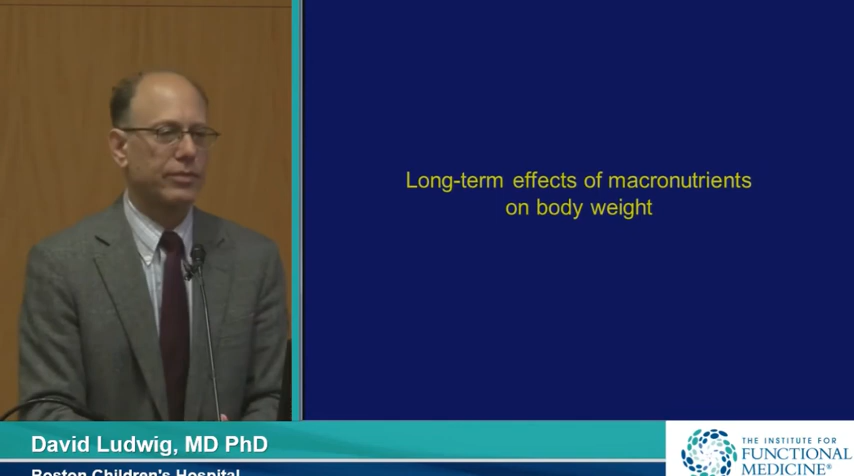 Long-term effects of macronutrients
on body weight
David Ludwig, MD PhD
Boston Children's Hospital
THE INSTITUTE FOR
FUNCTIONAL
MEDICINE®